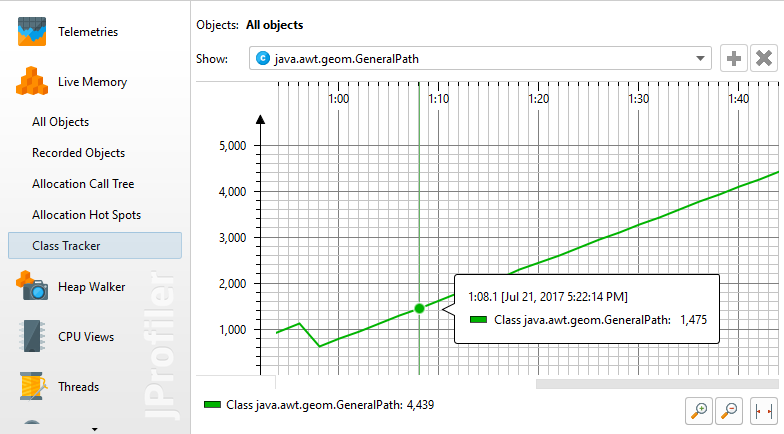 Telemetries
Live Memory
All Objects
Recorded Objects
Allocation Call Tree
Allocation Hot Spots
Class Tracker
Heap Walker
CPU Views
Threads
JProfiler
Objects: All objects
Show: C java.awt.geom.GeneralPath
1:00 1:10 1:20 1:30 1:40
5,000
4,000
3,000
2,000
1,000
1:08.1 [Jul 21, 2017 5:22:14 PM]
Class java.awt.geom.GeneralPath: 1,475
Class java.awt.geom.GeneralPath: 4,439